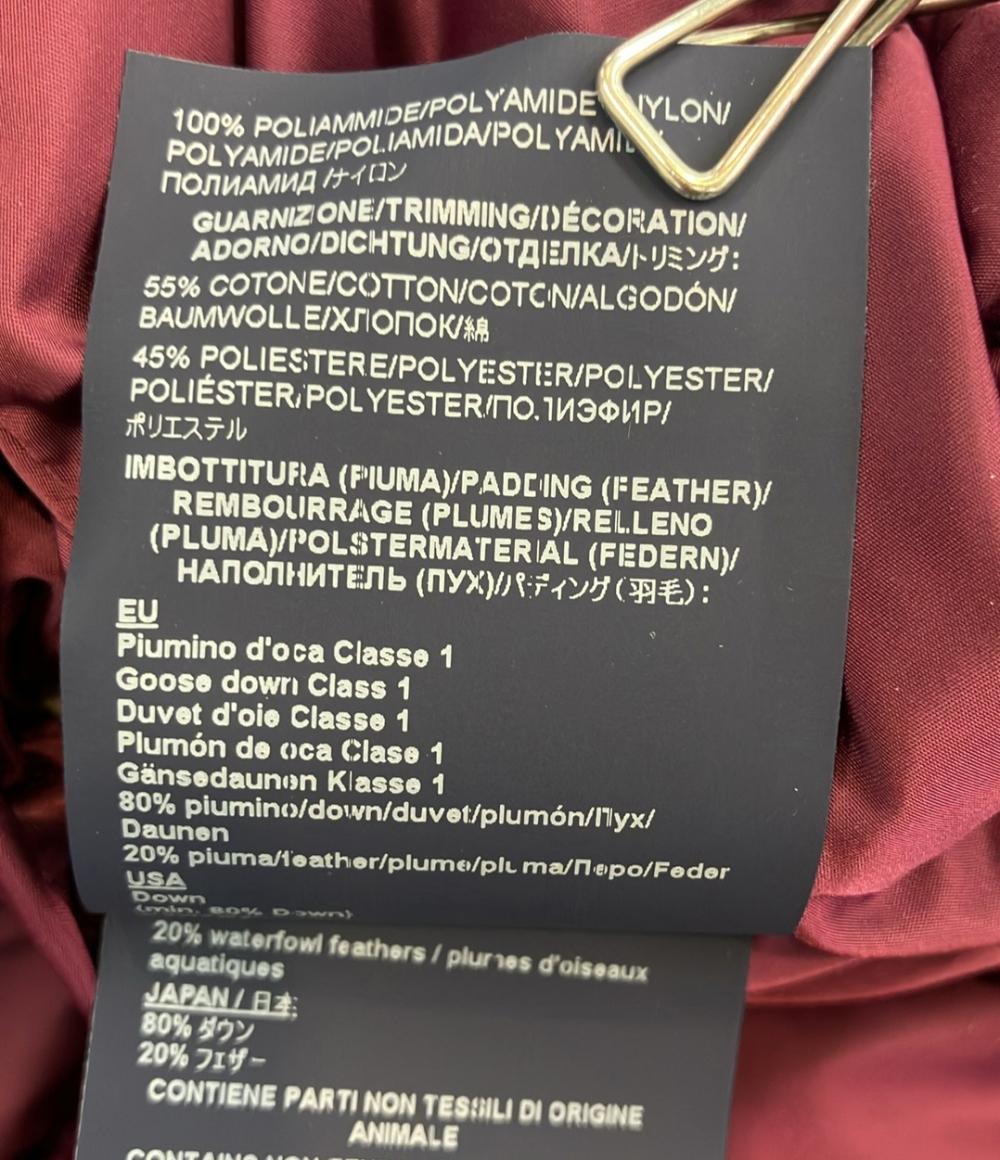 100% POLIAMMIDE/POLYAMIDE NYLON/
POLYAMIDE/POLIAMIDA/POLYAMID/
ПОЛИАМИД /ナイロン
GUARNIZIONE/TRIMMING/DÉCORATION/
ADORNO/DICHTUNG/ОТДЕЛКА/トリミング:
55% COTONE/COTTON/COTON/ALGODÓN/
BAUMWOLLE/ХЛОПОК/綿
45% POLIESTERE/POLYESTER/POLYESTER/
POLIÉSTER/POLYESTER/ПОЛИЭФИР/
ポリエステル
IMBOTTITURA (PIUMA)/PADDING (FEATHER)/
REMBOURRAGE (PLUMES)/RELLENO
(PLUMA)/POLSTERMATERIAL (FEDERN)/
НАПОЛНИТЕЛЬ (ПУХ)/パディング(羽毛):
EU
Piumino d'oca Classe 1
Goose down Class 1
Duvet d'oie Classe 1
Plumón de oca Clase 1
Gänsedaunen Klasse 1
80% piumino/down/duvet/plumón/Пух/
Daunen
20% piuma/feather/plume/pluma/Перо/Feder
USA
Down
(min. 80% Down)
20% waterfowl feathers / plumes d'oiseaux
aquatiques
JAPAN / 日本:
80% ダウン
20% フェザー
CONTIENE PARTI NON TESSILI DI ORIGINE
ANIMALE
CONTAINS NON